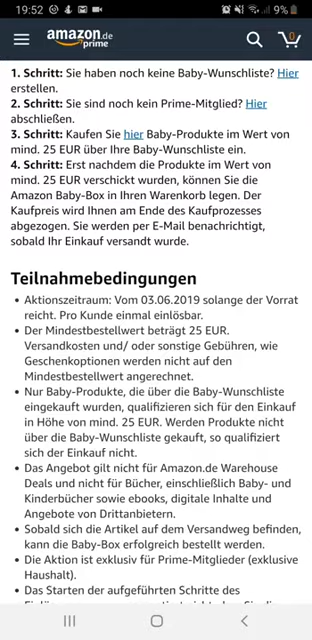 19:52
9%
amazon.de
prime
0
1. Schritt: Sie haben noch keine Baby-Wunschliste? Hier
erstellen.
2. Schritt: Sie sind noch kein Prime-Mitglied? Hier
abschließen.
3. Schritt: Kaufen Sie hier Baby-Produkte im Wert von
mind. 25 EUR über Ihre Baby-Wunschliste ein.
4. Schritt: Erst nachdem die Produkte im Wert von
mind. 25 EUR verschickt wurden, können Sie die
Amazon Baby-Box in Ihren Warenkorb legen. Der
Kaufpreis wird Ihnen am Ende des Kaufprozesses
abgezogen. Sie werden per E-Mail benachrichtigt,
sobald Ihr Einkauf versandt wurde.
Teilnahmebedingungen
• Aktionszeitraum: Vom 03.06.2019 solange der Vorrat
reicht. Pro Kunde einmal einlösbar.
• Der Mindestbestellwert beträgt 25 EUR.
Versandkosten und/ oder sonstige Gebühren, wie
Geschenkoptionen werden nicht auf den
Mindestbestellwert angerechnet.
• Nur Baby-Produkte, die über die Baby-Wunschliste
eingekauft wurden, qualifizieren sich für den Einkauf
in Höhe von mind. 25 EUR. Werden Produkte nicht
über die Baby-Wunschliste gekauft, so qualifiziert
sich der Einkauf nicht.
• Das Angebot gilt nicht für Amazon.de Warehouse
Deals und nicht für Bücher, einschließlich Baby- und
Kinderbücher sowie ebooks, digitale Inhalte und
Angebote von Drittanbietern.
• Sobald sich die Artikel auf dem Versandweg befinden,
kann die Baby-Box erfolgreich bestellt werden.
• Die Aktion ist exklusiv für Prime-Mitglieder (exklusive
Haushalt).
• Das Starten der aufgeführten Schritte des